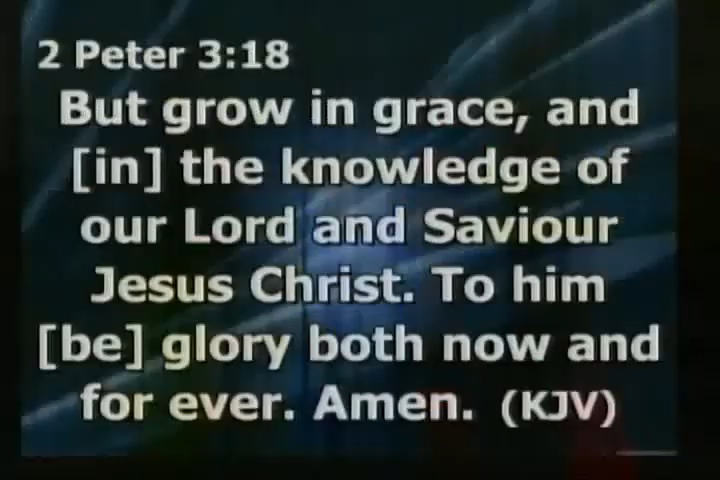 2 Peter 3:18
But grow in grace, and
[in] the knowledge of
our Lord and Saviour
Jesus Christ. To him
[be] glory both now and
for ever. Amen. (KJV)